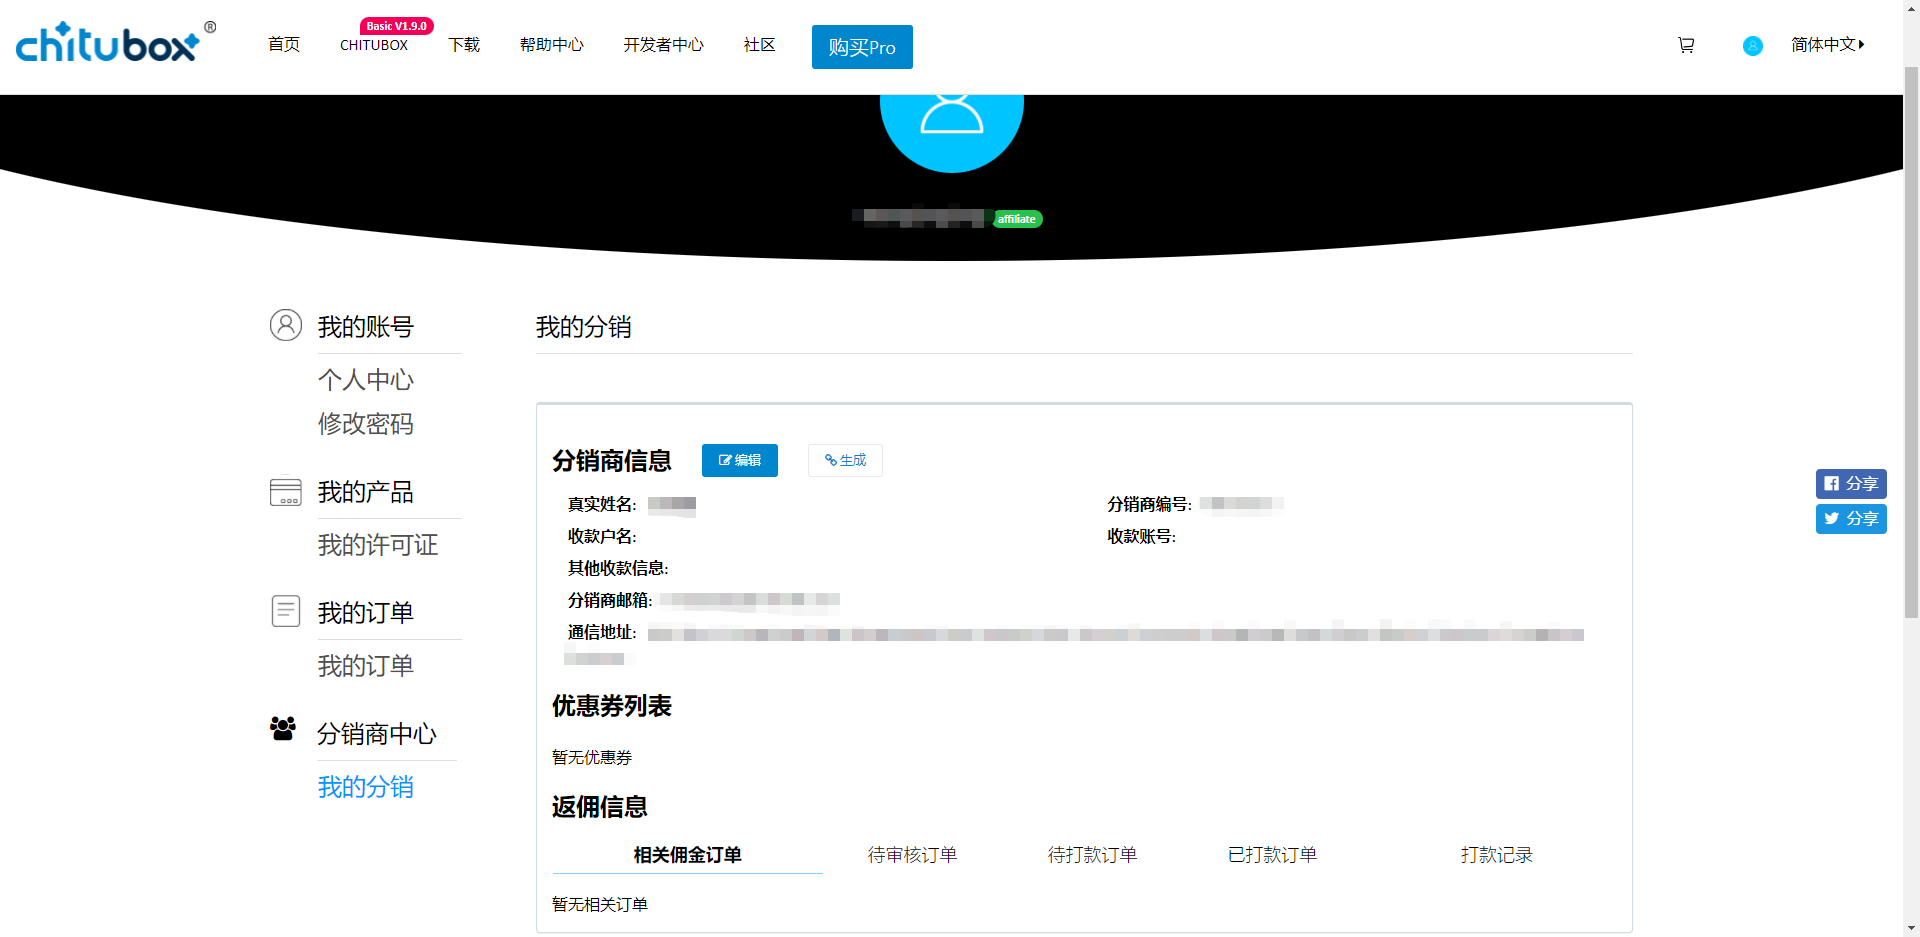 chitubox®
首页
Basic V1.9.0
CHITUBOX
下载
帮助中心
开发者中心
社区
购买Pro
简体中文
affiliate
我的账号
个人中心
修改密码
我的产品
我的许可证
我的订单
我的订单
分销商中心
我的分销
我的分销
分销商信息
编辑
生成
真实姓名:
分销商编号:
收款户名:
收款账号:
其他收款信息:
分销商邮箱:
通信地址:
优惠券列表
暂无优惠券
返佣信息
相关佣金订单
待审核订单
待打款订单
已打款订单
打款记录
暂无相关订单
分享
分享